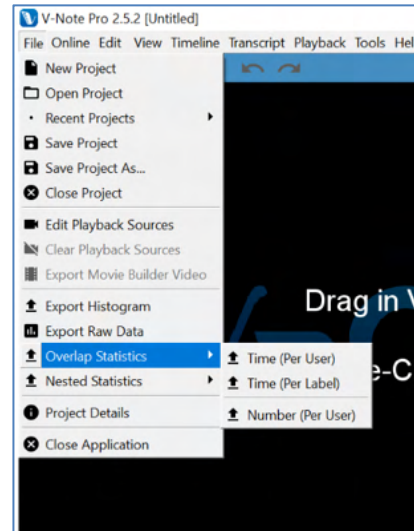 V-Note Pro 2.5.2 [Untitled]
File Online Edit View Timeline Transcript Playback Tools Hel
New Project
Open Project
Recent Projects
Save Project
Save Project As...
Close Project
Edit Playback Sources
Clear Playback Sources
Export Movie Builder Video
Export Histogram
Export Raw Data
Overlap Statistics
Nested Statistics
Project Details
Close Application
Time (Per User)
Time (Per Label)
Number (Per User)
Drag in
e-C